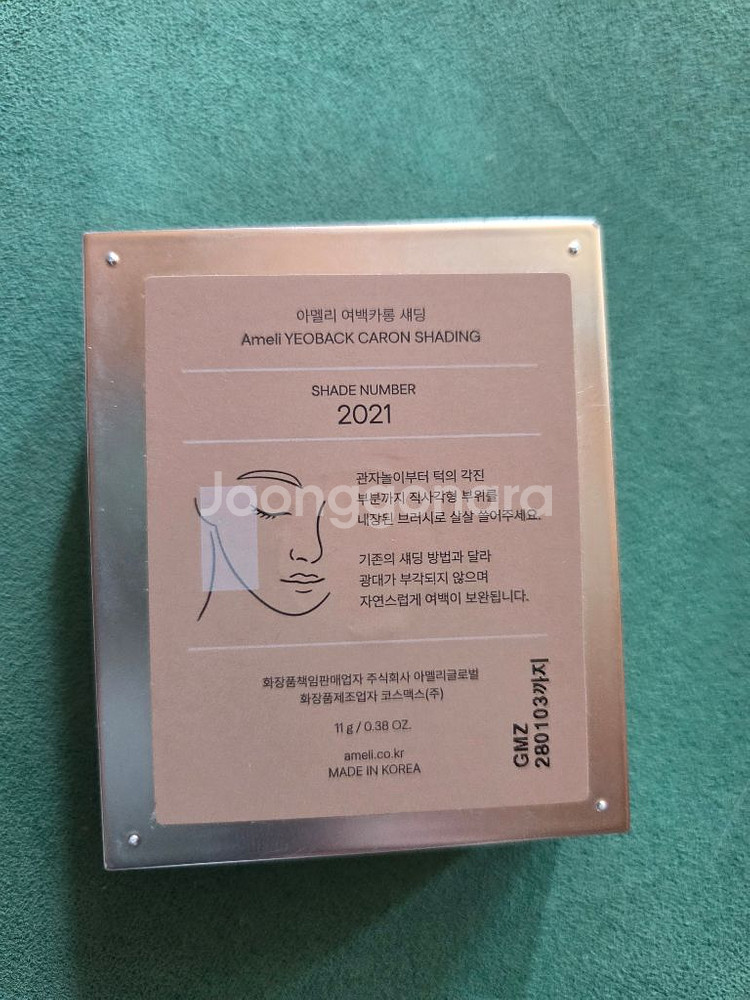 아멜리 여백카롱 섀딩
Ameli YEOBACK CARON SHADING
SHADE NUMBER
2021
관자놀이부터 턱의 각진
부분까지 직사각형 부위를
내장된 브러시로 살살 쓸어주세요.
기존의 섀딩 방법과 달라
광대가 부각되지 않으며
자연스럽게 여백이 보완됩니다.
Joonggonara
화장품책임판매업자 주식회사 아멜리글로벌
화장품제조업자 코스맥스(주)
11 g / 0.38 OZ.
ameli.co.kr
MADE IN KOREA
GMZ
280103까지